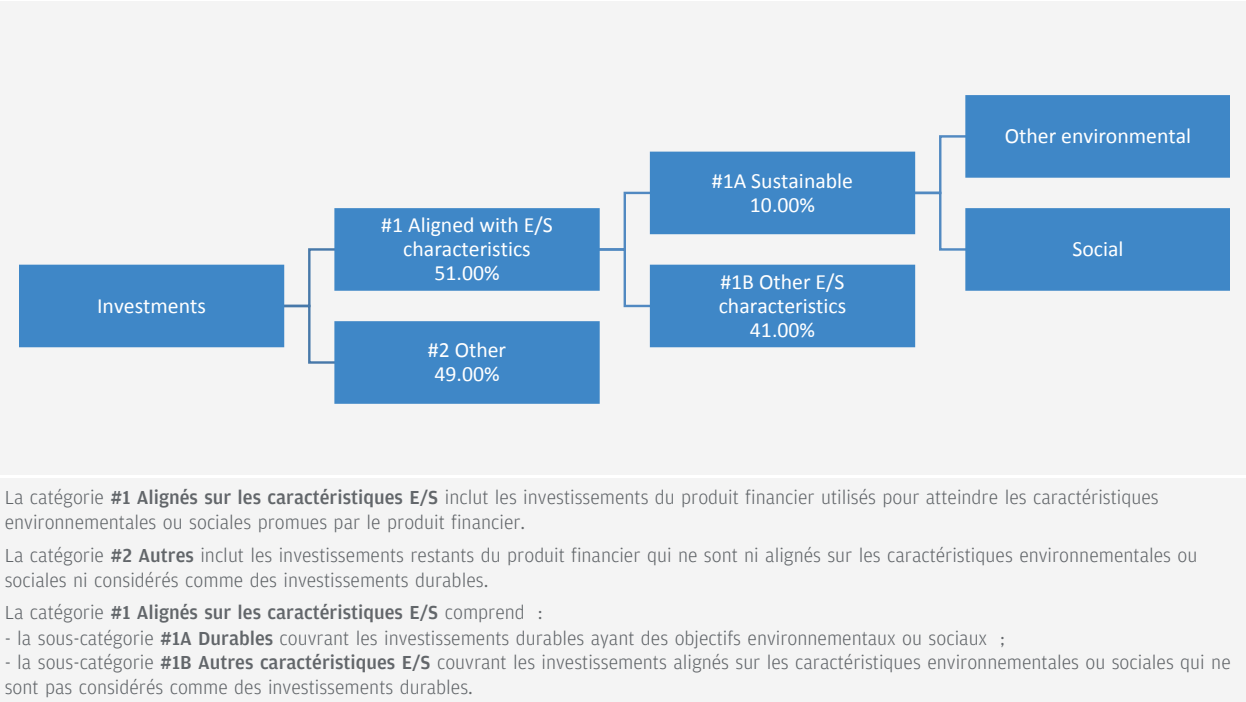 Investments
#1 Aligned with E/S
characteristics
51.00%
#2 Other
49.00%
#1A Sustainable
10.00%
#1B Other E/S
characteristics
41.00%
Other environmental
Social
La catégorie #1 Alignés sur les caractéristiques E/S inclut les investissements du produit financier utilisés pour atteindre les caractéristiques
environnementales ou sociales promues par le produit financier.
La catégorie #2 Autres inclut les investissements restants du produit financier qui ne sont ni alignés sur les caractéristiques environnementales ou
sociales ni considérés comme des investissements durables.
La catégorie #1 Alignés sur les caractéristiques E/S comprend :
- la sous-catégorie #1A Durables couvrant les investissements durables ayant des objectifs environnementaux ou sociaux ;
- la sous-catégorie #1B Autres caractéristiques E/S couvrant les investissements alignés sur les caractéristiques environnementales ou sociales qui ne
sont pas considérés comme des investissements durables.